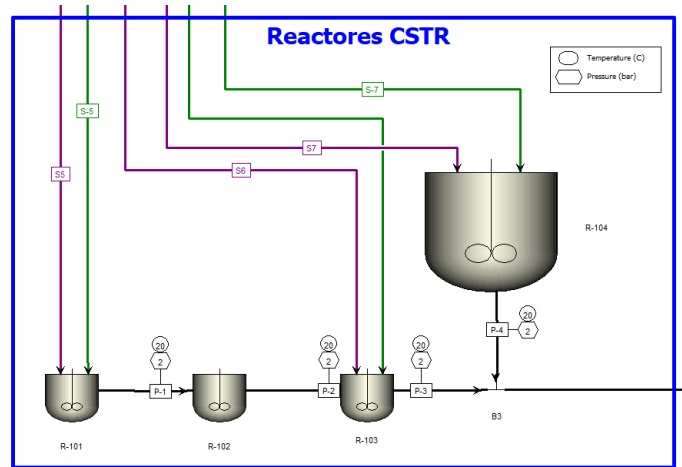 Reactores CSTR
Temperature (C)
Pressure (bar)
S-7
S-5
S7
S6
S5
R-104
20
P-4
2
20
2
20
2
20
2
P-1
P-2
P-3
B3
R-101
R-102
R-103